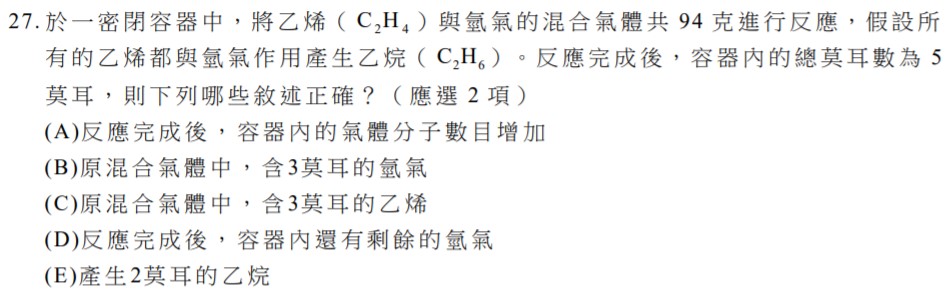 27.於一密閉容器中，將乙烯（C₂H₄）與氫氣的混合氣體共 94 克進行反應，假設所
有的乙烯都與氫氣作用產生乙烷（C₂H₆）。反應完成後，容器內的總莫耳數為 5
莫耳，則下列哪些敘述正確？（應選 2 項）
(A)反應完成後，容器內的氣體分子數目增加
(B)原混合氣體中，含3莫耳的氫氣
(C)原混合氣體中，含3莫耳的乙烯
(D)反應完成後，容器內還有剩餘的氫氣
(E)產生2莫耳的乙烷